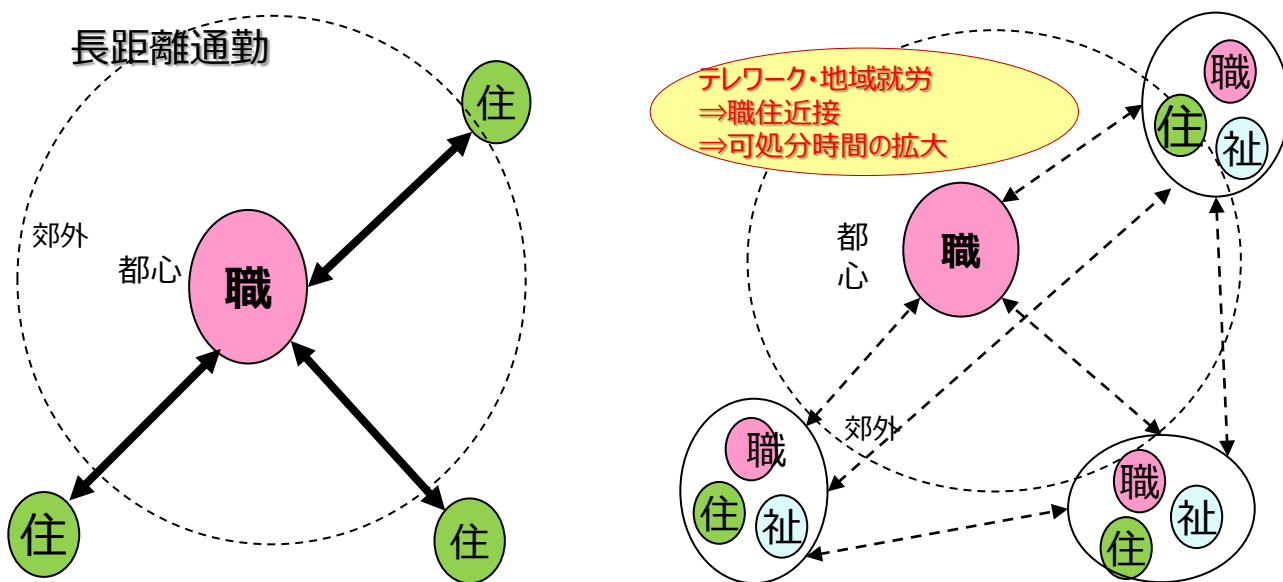 長距離通勤
住
郊外
都心
職
住
住
テレワーク・地域就労
⇒職住近接
⇒可処分時間の拡大
職
住
祉
都
心
職
郊外
職
住
祉
職
祉
住